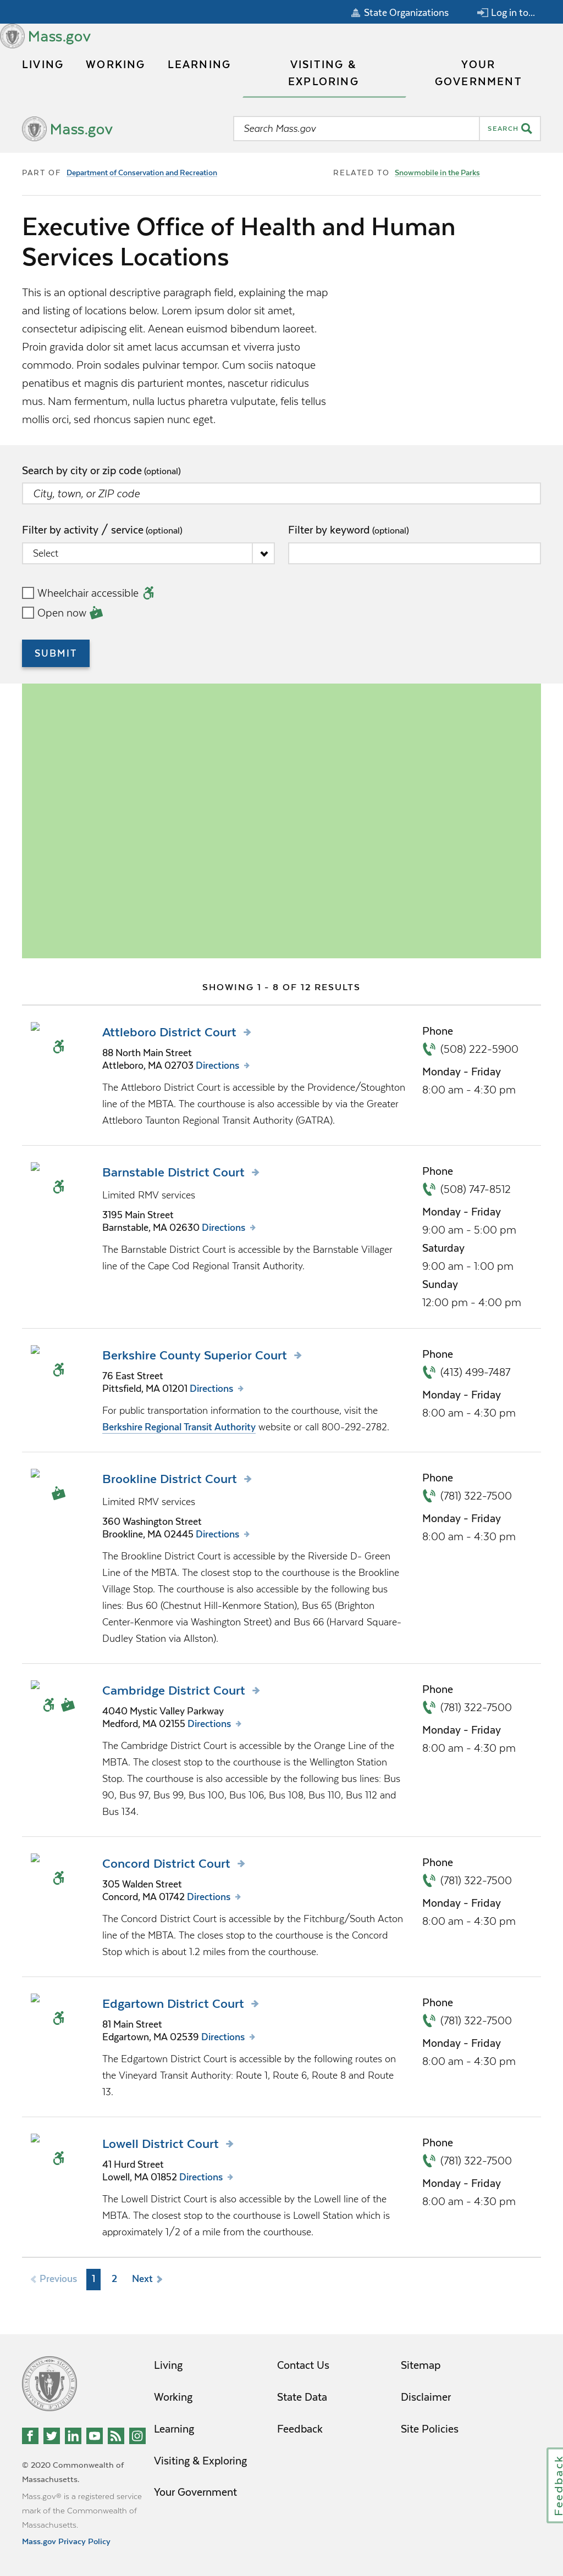 State Organizations
Log in to...
Mass.gov
LIVING
WORKING
LEARNING
VISITING &
EXPLORING
YOUR
GOVERNMENT
Mass.gov
Search Mass.gov
SEARCH
PART OF Department of Conservation and Recreation
RELATED TO Snowmobile in the Parks
Executive Office of Health and Human
Services Locations
This is an optional descriptive paragraph field, explaining the map
and listing of locations below. Lorem ipsum dolor sit amet,
consectetur adipiscing elit. Aenean euismod bibendum laoreet.
Proin gravida dolor sit amet lacus accumsan et viverra justo
commodo. Proin sodales pulvinar tempor. Cum sociis natoque
penatibus et magnis dis parturient montes, nascetur ridiculus
mus. Nam fermentum, nulla luctus pharetra vulputate, felis tellus
mollis orci, sed rhoncus sapien nunc eget.
Search by city or zip code (optional)
City, town, or ZIP code
Filter by activity / service (optional)
Select
Filter by keyword (optional)
Wheelchair accessible
Open now
SUBMIT
SHOWING 1 - 8 OF 12 RESULTS
Attleboro District Court
88 North Main Street
Attleboro, MA 02703 Directions
The Attleboro District Court is accessible by the Providence/Stoughton
line of the MBTA. The courthouse is also accessible by via the Greater
Attleboro Taunton Regional Transit Authority (GATRA).
Phone
(508) 222-5900
Monday - Friday
8:00 am - 4:30 pm
Barnstable District Court
Limited RMV services
3195 Main Street
Barnstable, MA 02630 Directions
The Barnstable District Court is accessible by the Barnstable Villager
line of the Cape Cod Regional Transit Authority.
Phone
(508) 747-8512
Monday - Friday
9:00 am - 5:00 pm
Saturday
9:00 am - 1:00 pm
Sunday
12:00 pm - 4:00 pm
Berkshire County Superior Court
76 East Street
Pittsfield, MA 01201 Directions
For public transportation information to the courthouse, visit the
Berkshire Regional Transit Authority website or call 800-292-2782.
Phone
(413) 499-7487
Monday - Friday
8:00 am - 4:30 pm
Brookline District Court
Limited RMV services
360 Washington Street
Brookline, MA 02445 Directions
The Brookline District Court is accessible by the Riverside D- Green
Line of the MBTA. The closest stop to the courthouse is the Brookline
Village Stop. The courthouse is also accessible by the following bus
lines: Bus 60 (Chestnut Hill-Kenmore Station), Bus 65 (Brighton
Center-Kenmore via Washington Street) and Bus 66 (Harvard Square-
Dudley Station via Allston).
Phone
(781) 322-7500
Monday - Friday
8:00 am - 4:30 pm
Cambridge District Court
4040 Mystic Valley Parkway
Medford, MA 02155 Directions
The Cambridge District Court is accessible by the Orange Line of the
MBTA. The closest stop to the courthouse is the Wellington Station
Stop. The courthouse is also accessible by the following bus lines: Bus
90, Bus 97, Bus 99, Bus 100, Bus 106, Bus 108, Bus 110, Bus 112 and
Bus 134.
Phone
(781) 322-7500
Monday - Friday
8:00 am - 4:30 pm
Concord District Court
305 Walden Street
Concord, MA 01742 Directions
The Concord District Court is accessible by the Fitchburg/South Acton
line of the MBTA. The closes stop to the courthouse is the Concord
Stop which is about 1.2 miles from the courthouse.
Phone
(781) 322-7500
Monday - Friday
8:00 am - 4:30 pm
Edgartown District Court
81 Main Street
Edgartown, MA 02539 Directions
The Edgartown District Court is accessible by the following routes on
the Vineyard Transit Authority: Route 1, Route 6, Route 8 and Route
13.
Phone
(781) 322-7500
Monday - Friday
8:00 am - 4:30 pm
Lowell District Court
41 Hurd Street
Lowell, MA 01852 Directions
The Lowell District Court is also accessible by the Lowell line of the
MBTA. The closest stop to the courthouse is Lowell Station which is
approximately 1/2 of a mile from the courthouse.
Phone
(781) 322-7500
Monday - Friday
8:00 am - 4:30 pm
Previous 1 2 Next
Living
Working
Learning
Visiting & Exploring
Your Government
Contact Us
State Data
Feedback
Sitemap
Disclaimer
Site Policies
© 2020 Commonwealth of
Massachusetts.
Mass.gov® is a registered service
mark of the Commonwealth of
Massachusetts.
Mass.gov Privacy Policy
Feedback